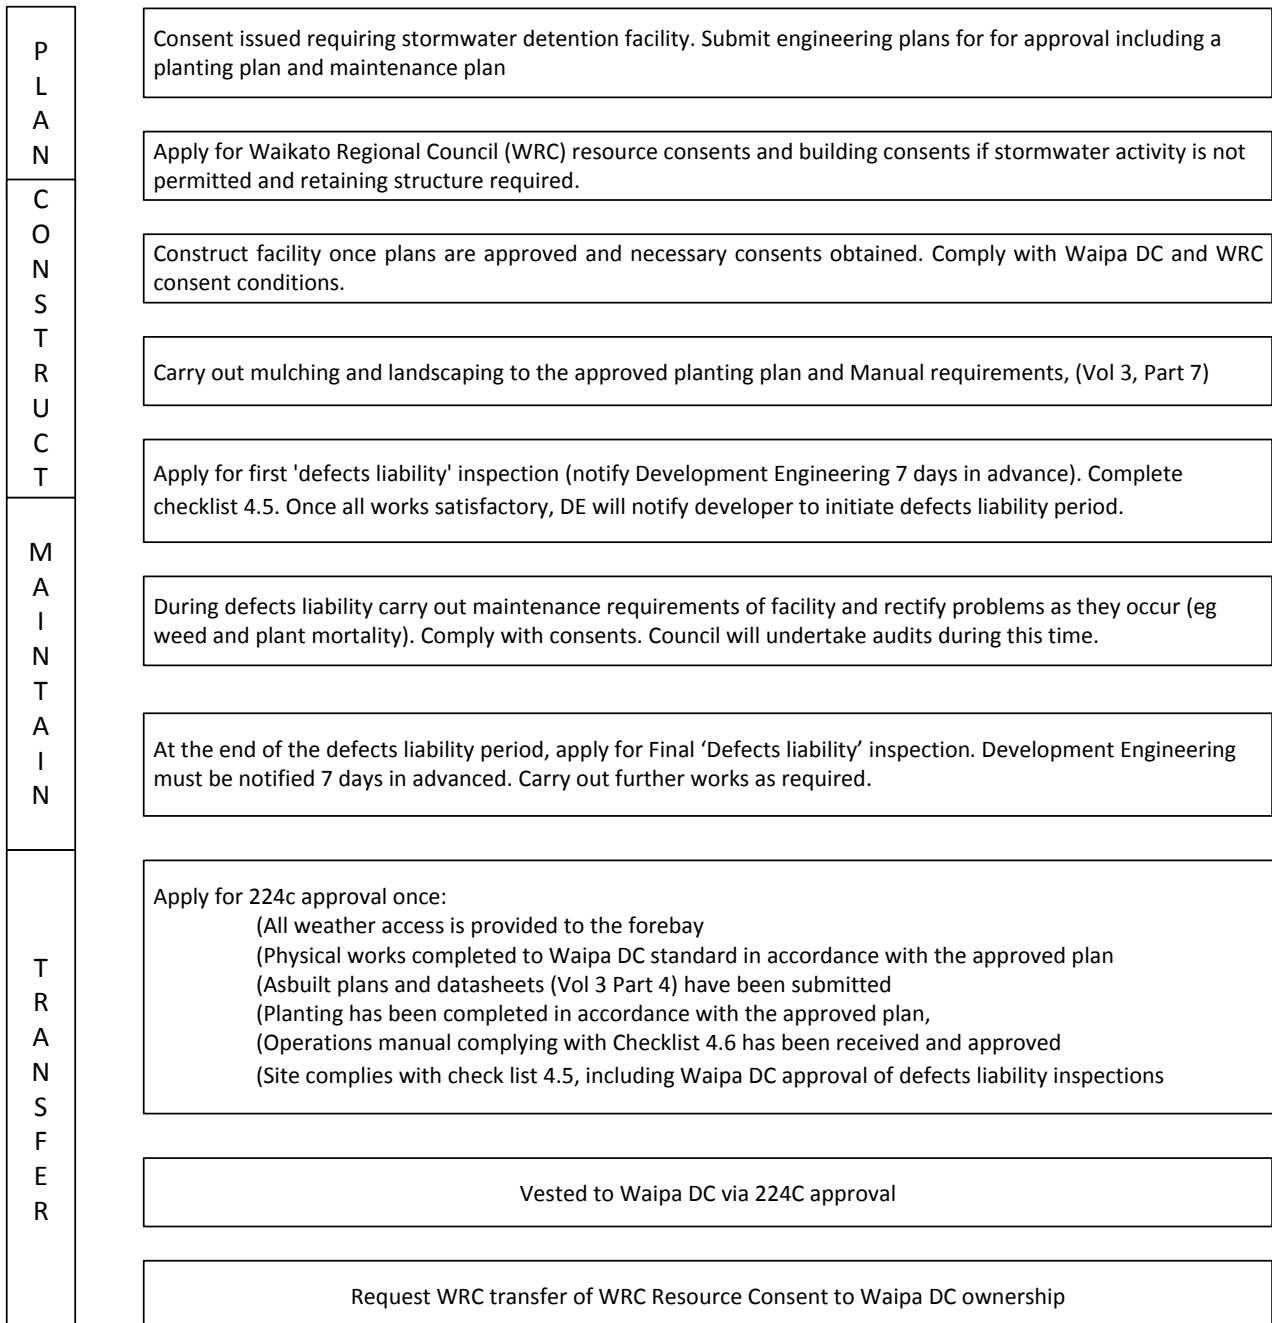 PLAN
Consent issued requiring stormwater detention facility. Submit engineering plans for for approval including a
planting plan and maintenance plan
Apply for Waikato Regional Council (WRC) resource consents and building consents if stormwater activity is not
permitted and retaining structure required.
CONSTRUCT
Construct facility once plans are approved and necessary consents obtained. Comply with Waipa DC and WRC
consent conditions.
Carry out mulching and landscaping to the approved planting plan and Manual requirements, (Vol 3, Part 7)
Apply for first 'defects liability' inspection (notify Development Engineering 7 days in advance). Complete
checklist 4.5. Once all works satisfactory, DE will notify developer to initiate defects liability period.
MAINTAIN
During defects liability carry out maintenance requirements of facility and rectify problems as they occur (eg
weed and plant mortality). Comply with consents. Council will undertake audits during this time.
At the end of the defects liability period, apply for Final ‘Defects liability’ inspection. Development Engineering
must be notified 7 days in advanced. Carry out further works as required.
TRANSFER
Apply for 224c approval once:
(All weather access is provided to the forebay
(Physical works completed to Waipa DC standard in accordance with the approved plan
(Asbuilt plans and datasheets (Vol 3 Part 4) have been submitted
(Planting has been completed in accordance with the approved plan,
(Operations manual complying with Checklist 4.6 has been received and approved
(Site complies with check list 4.5, including Waipa DC approval of defects liability inspections
Vested to Waipa DC via 224C approval
Request WRC transfer of WRC Resource Consent to Waipa DC ownership